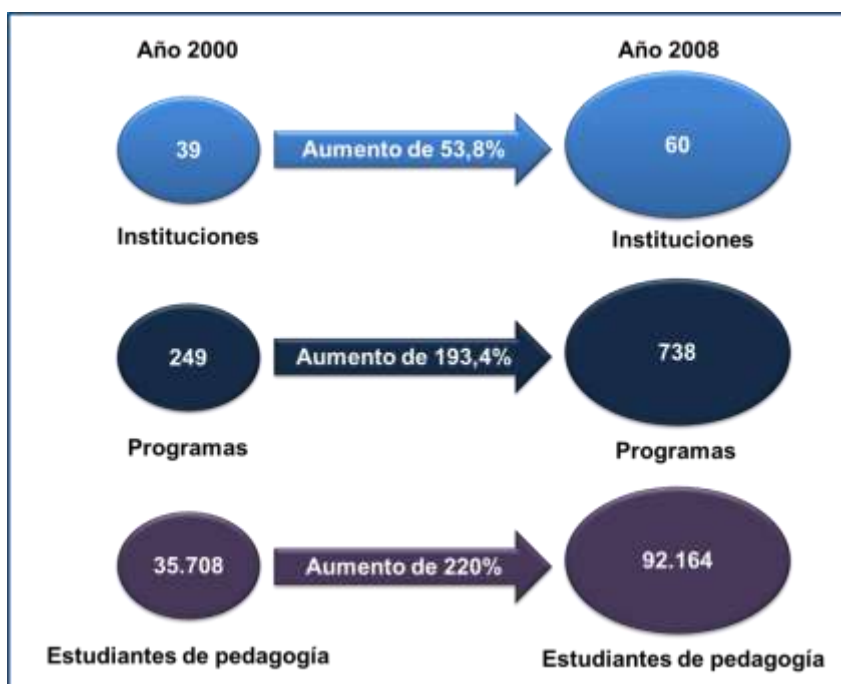 Año 2000
Año 2008
39
Aumento de 53,8%
60
Instituciones
Instituciones
249
Aumento de 193,4%
738
Programas
Programas
35.708
Aumento de 220%
92.164
Estudiantes de pedagogía
Estudiantes de pedagogía